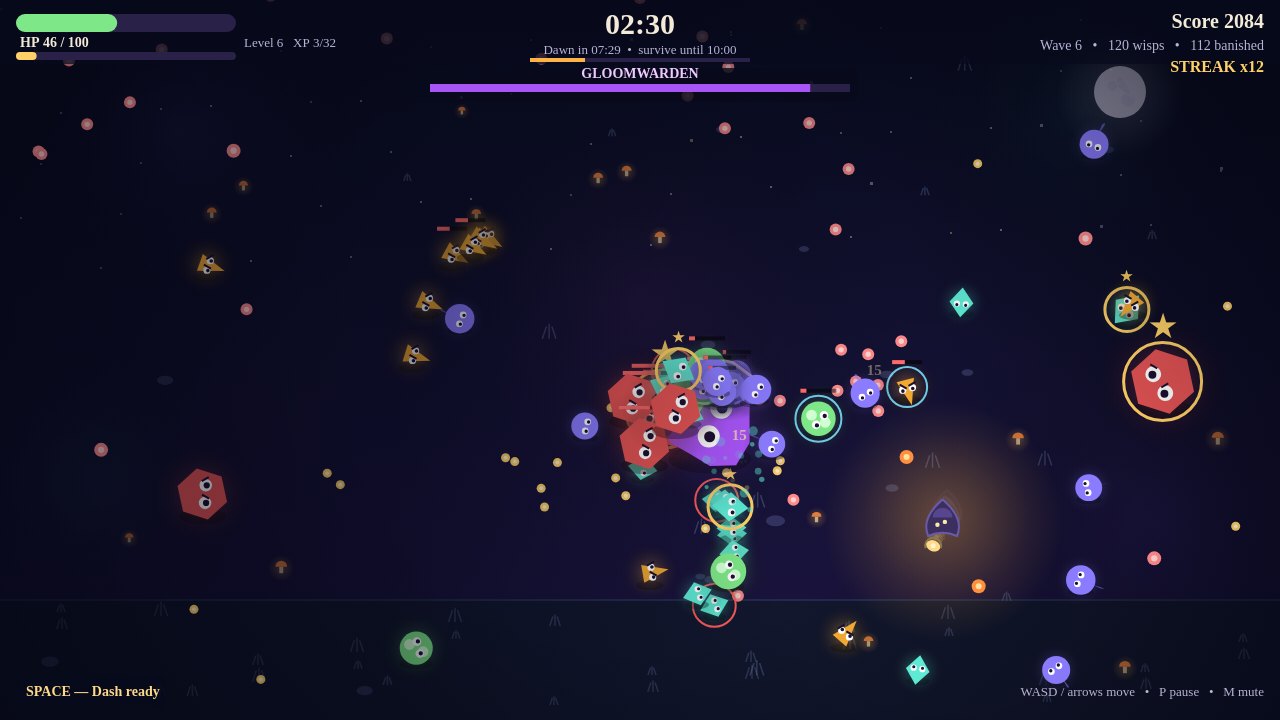 HP 46 / 100
Level 6 XP 3/32
02:30
Dawn in 07:29 • survive until 10:00
GLOOMWARDEN
Score 2084
Wave 6 • 120 wisps • 112 banished
STREAK x12
15
15
SPACE — Dash ready
WASD / arrows move • P pause • M mute